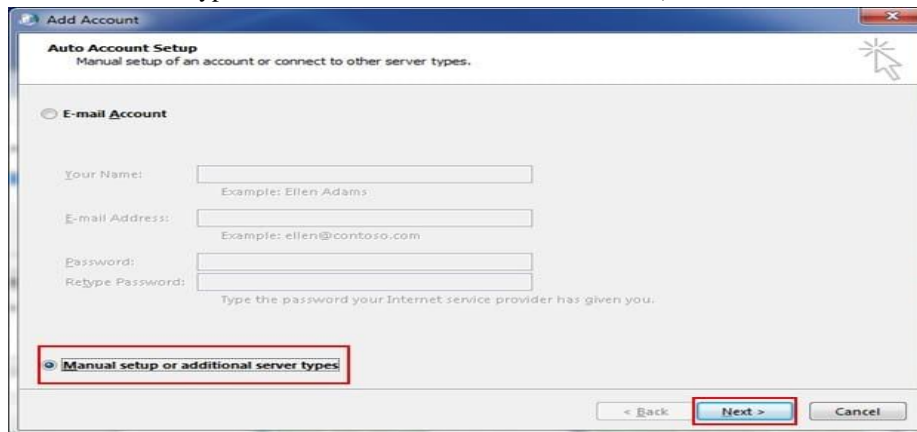 Add Account
Auto Account Setup
Manual setup of an account or connect to other server types.
E-mail Account
Your Name:
Example: Ellen Adams
E-mail Address:
Example: ellen@contoso.com
Password:
Retype Password:
Type the password your Internet service provider has given you.
Manual setup or additional server types
< Back Next > Cancel